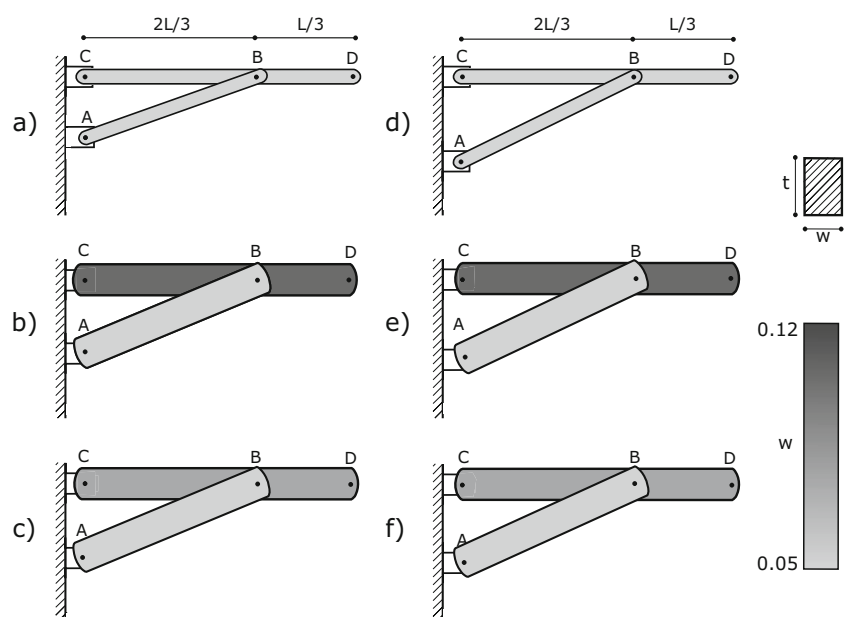 2L/3 L/3
C B D
A
a)
2L/3 L/3
C B D
A
d)
t
w
C B D
A
b)
C B D
A
e)
0.12
w
0.05
C B D
A
c)
C B D
A
f)